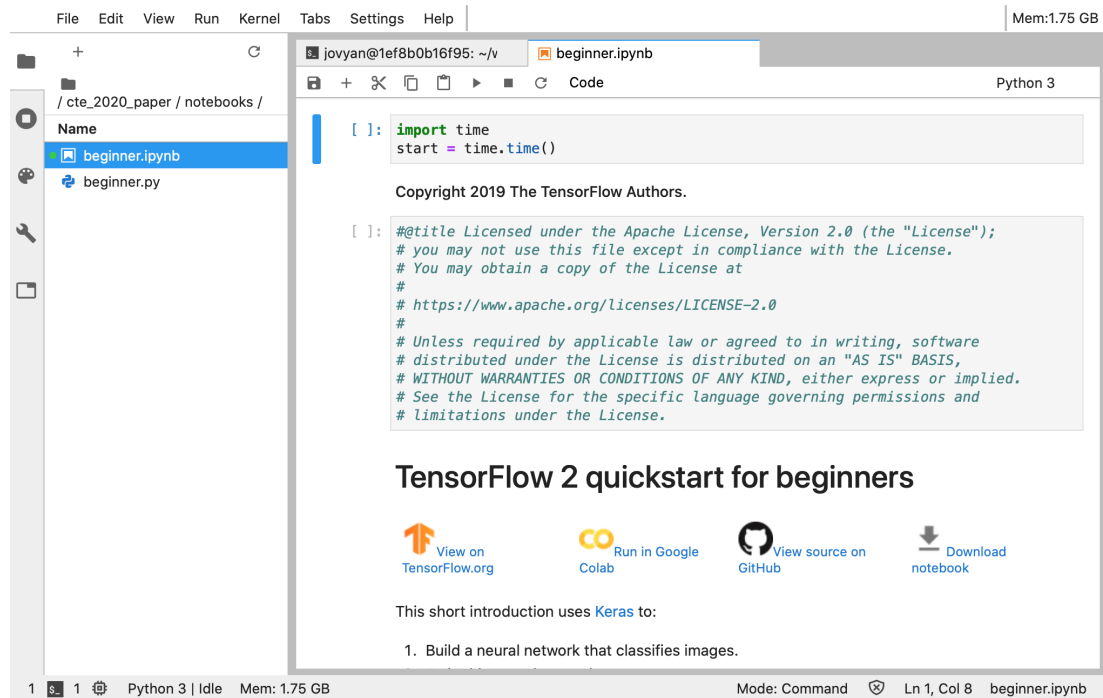 File Edit View Run Kernel Tabs Settings Help
Mem:1.75 GB
/ cte_2020_paper / notebooks /
Name
beginner.ipynb
beginner.py
jovyan@1ef8b0b16f95: ~/v
beginner.ipynb
Code
Python 3
[ ]: import time
start = time.time()
Copyright 2019 The TensorFlow Authors.
[ ]: #@title Licensed under the Apache License, Version 2.0 (the "License");
# you may not use this file except in compliance with the License.
# You may obtain a copy of the License at
#
# https://www.apache.org/licenses/LICENSE-2.0
#
# Unless required by applicable law or agreed to in writing, software
# distributed under the License is distributed on an "AS IS" BASIS,
# WITHOUT WARRANTIES OR CONDITIONS OF ANY KIND, either express or implied.
# See the License for the specific language governing permissions and
# limitations under the License.
TensorFlow 2 quickstart for beginners
View on
TensorFlow.org
Run in Google
Colab
View source on
GitHub
Download
notebook
This short introduction uses Keras to:
1. Build a neural network that classifies images.
1 $_ 1 Python 3 | Idle Mem: 1.75 GB
Mode: Command Ln 1, Col 8 beginner.ipynb